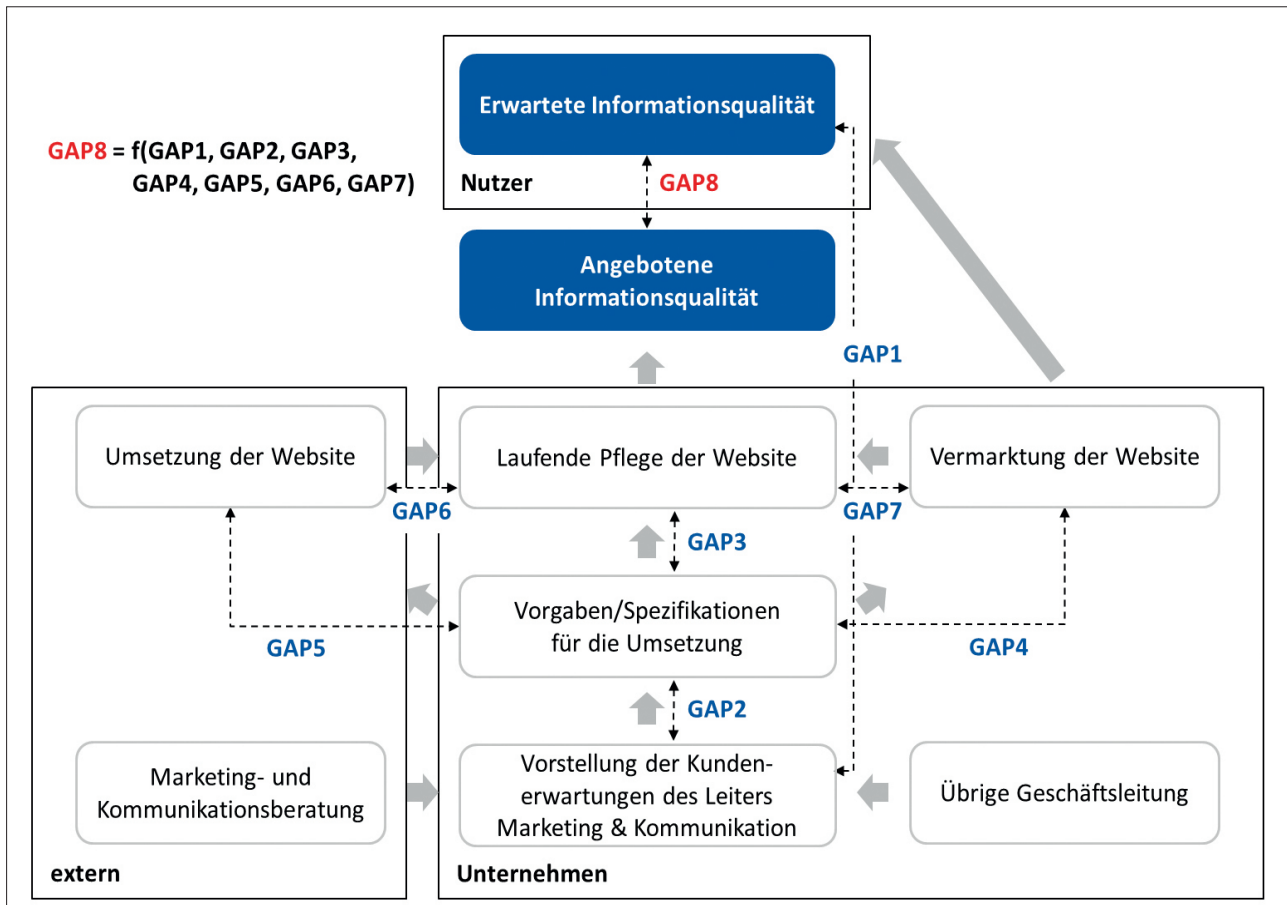 Erwartete Informationsqualität
GAP8 = f(GAP1, GAP2, GAP3,
GAP4, GAP5, GAP6, GAP7)
Nutzer
GAP8
Angebotene
Informationsqualität
GAP1
Umsetzung der Website
Laufende Pflege der Website
Vermarktung der Website
GAP6
GAP7
GAP3
Vorgaben/Spezifikationen
für die Umsetzung
GAP5
GAP4
GAP2
Marketing- und
Kommunikationsberatung
Vorstellung der Kunden-
erwartungen des Leiters
Marketing & Kommunikation
Übrige Geschäftsleitung
extern
Unternehmen